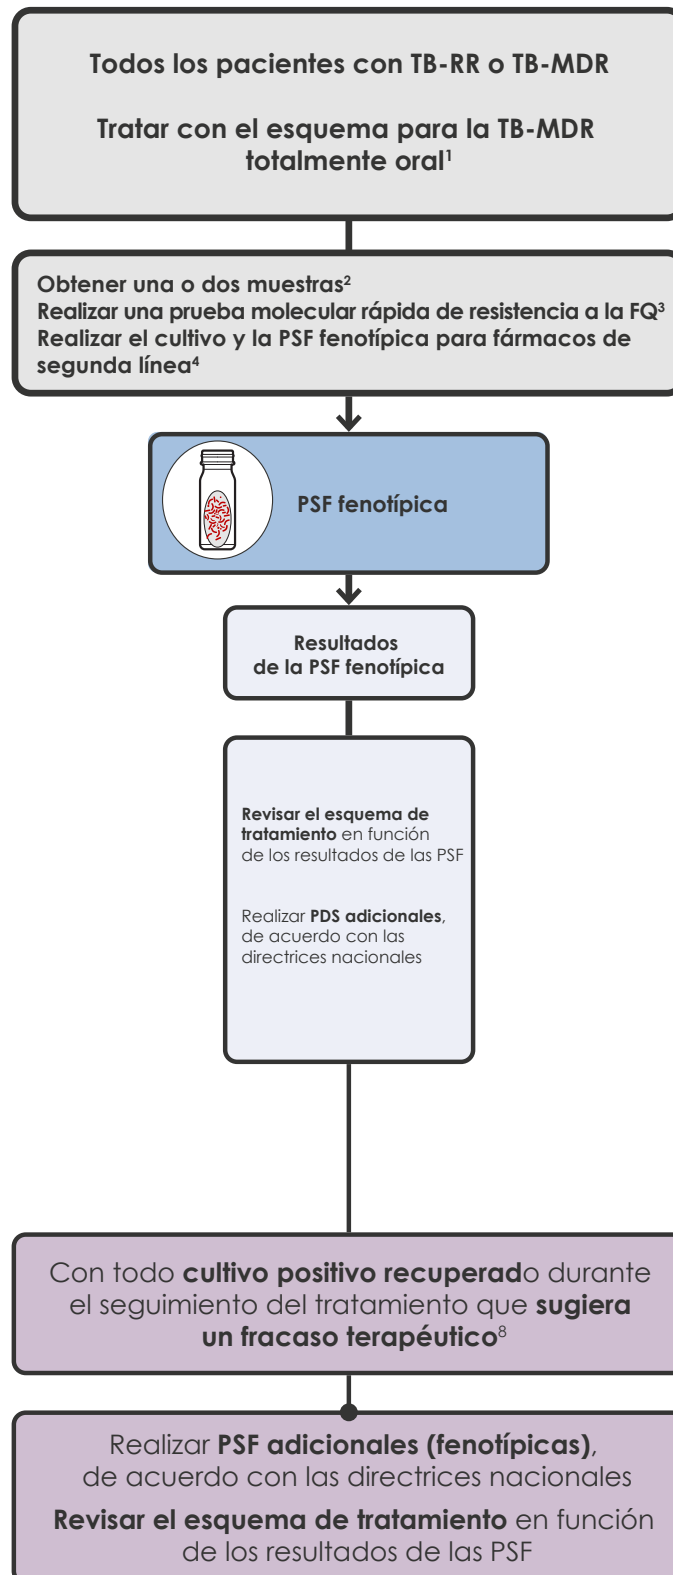 Todos los pacientes con TB-RR o TB-MDR
Tratar con el esquema para la TB-MDR
totalmente oral¹
Obtener una o dos muestras²
Realizar una prueba molecular rápida de resistencia a la FQ³
Realizar el cultivo y la PSF fenotípica para fármacos de
segunda línea⁴
PSF fenotípica
Resultados
de la PSF fenotípica
Revisar el esquema de
tratamiento en función
de los resultados de las PSF
Realizar PDS adicionales,
de acuerdo con las
directrices nacionales
Con todo cultivo positivo recuperado durante
el seguimiento del tratamiento que sugiera
un fracaso terapéutico⁸
Realizar PSF adicionales (fenotípicas),
de acuerdo con las directrices nacionales
Revisar el esquema de tratamiento en función
de los resultados de las PSF